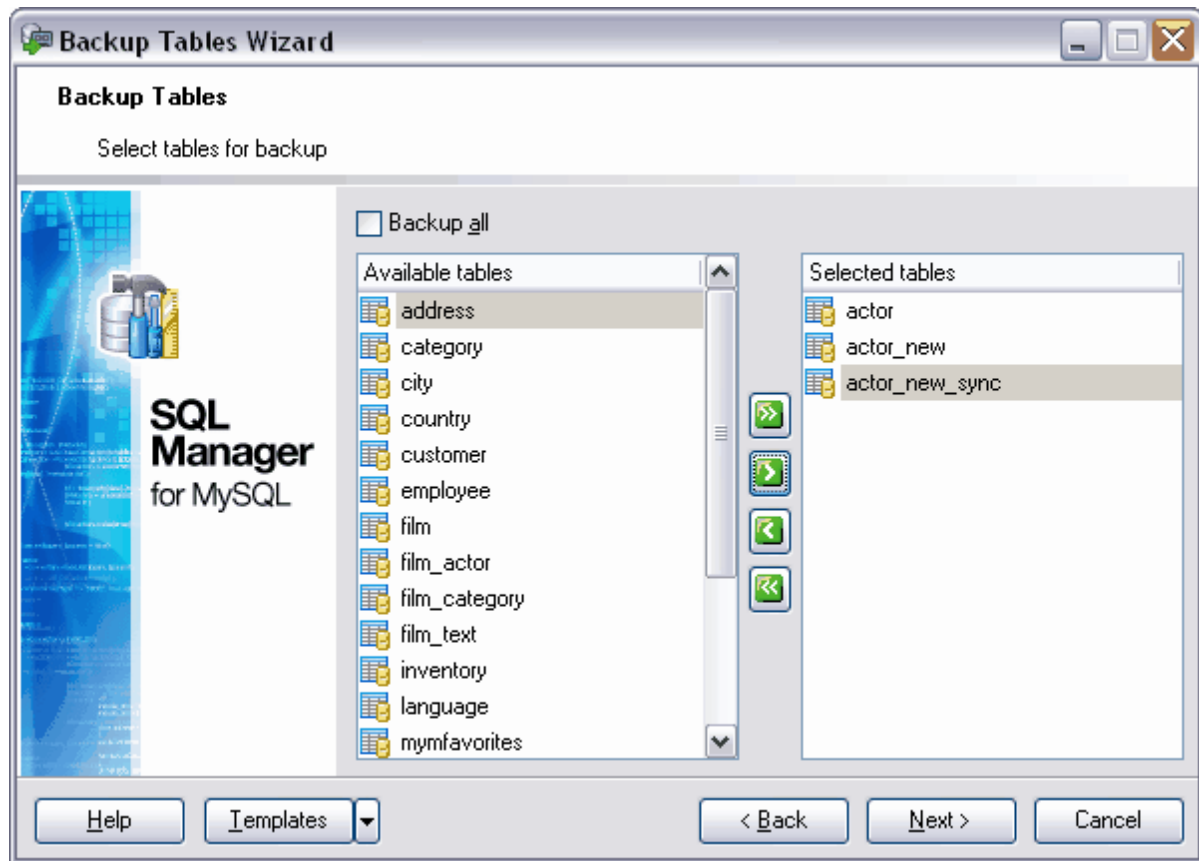 Backup Tables Wizard
Backup Tables
Select tables for backup
SQL
Manager
for MySQL
Backup all
Available tables
address
category
city
country
customer
employee
film
film_actor
film_category
film_text
inventory
language
mymfavorites
Selected tables
actor
actor_new
actor_new_sync
Help
Templates
< Back
Next >
Cancel